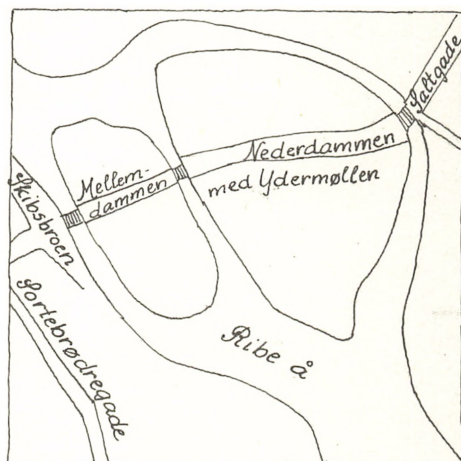 Saltgade
Nederdammen
med Ydermøllen
Mellem-
dammen
Skibsbroen
Ribe å
Sortebrødregade